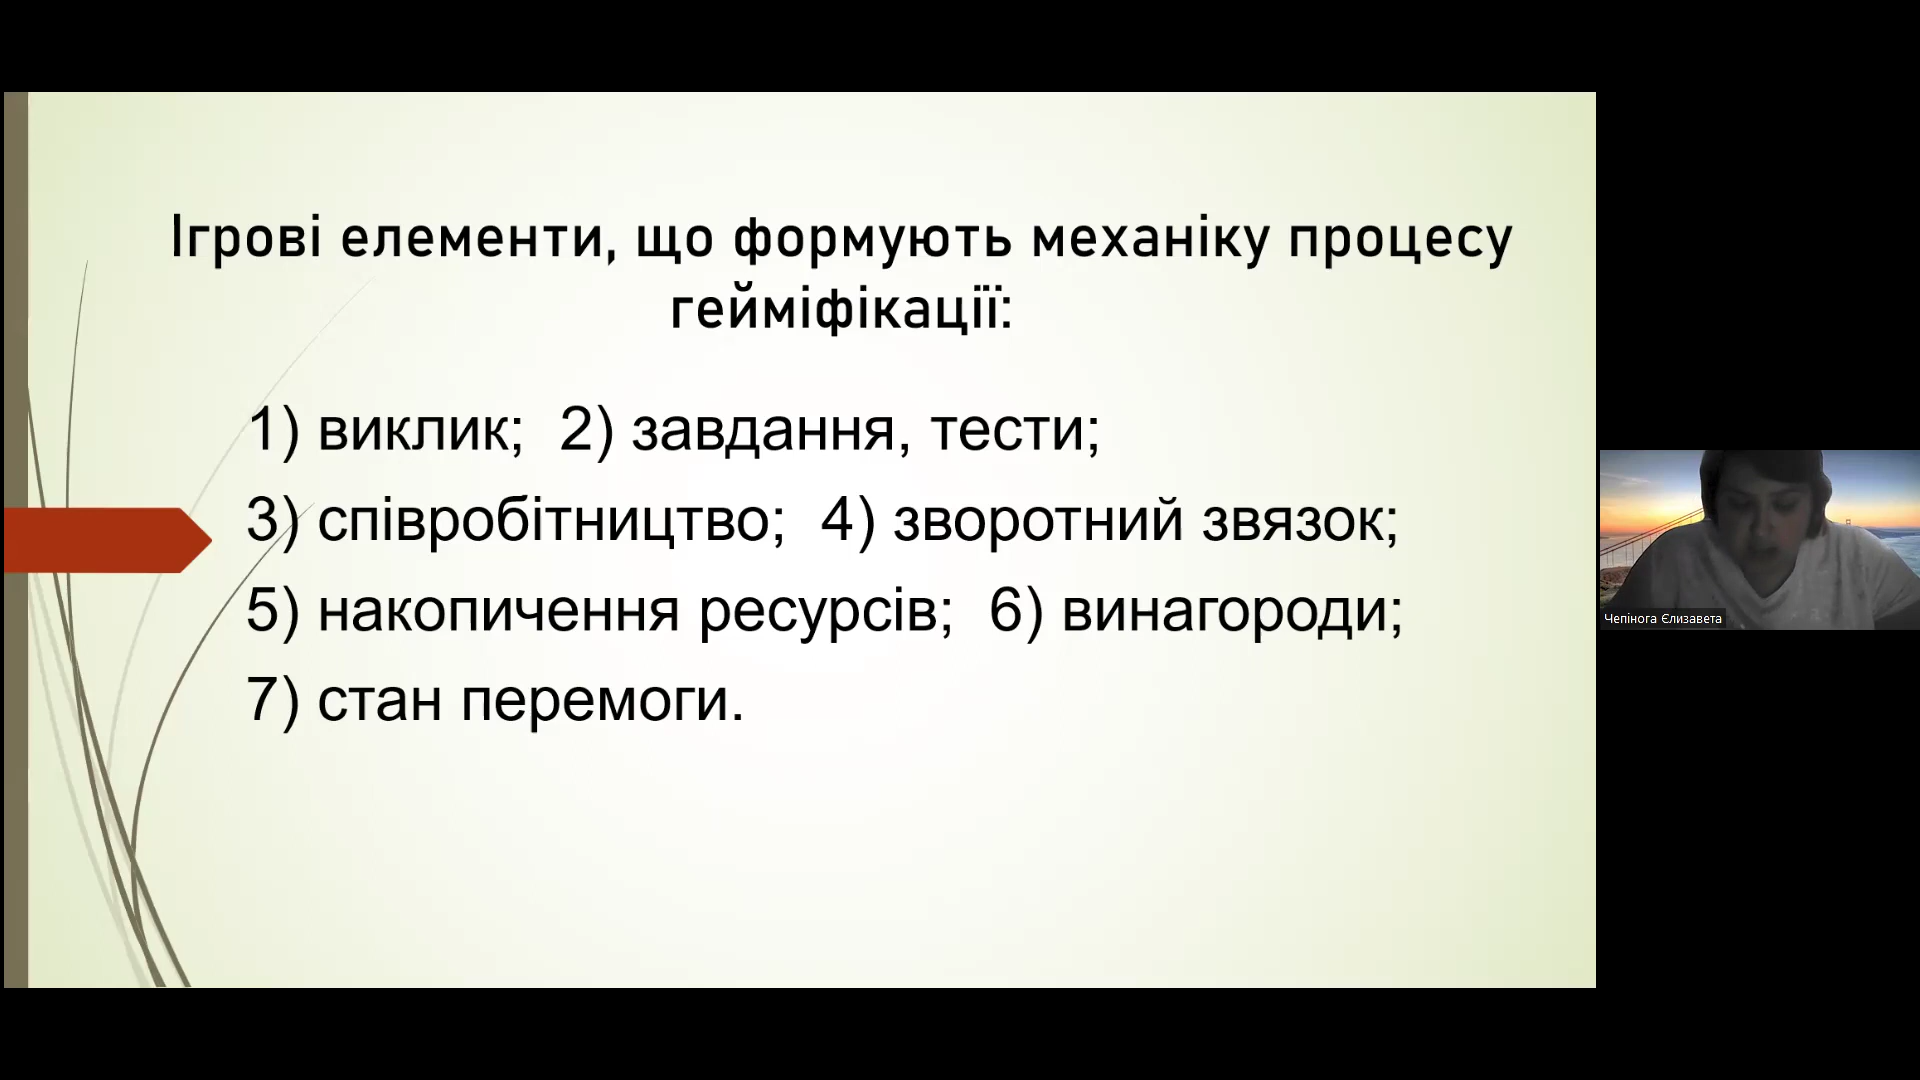 Ігрові елементи, що формують механіку процесу
гейміфікації:
1) виклик; 2) завдання, тести;
3) співробітництво; 4) зворотний звязок;
5) накопичення ресурсів; 6) винагороди;
7) стан перемоги.
Чепінога Єлизавета